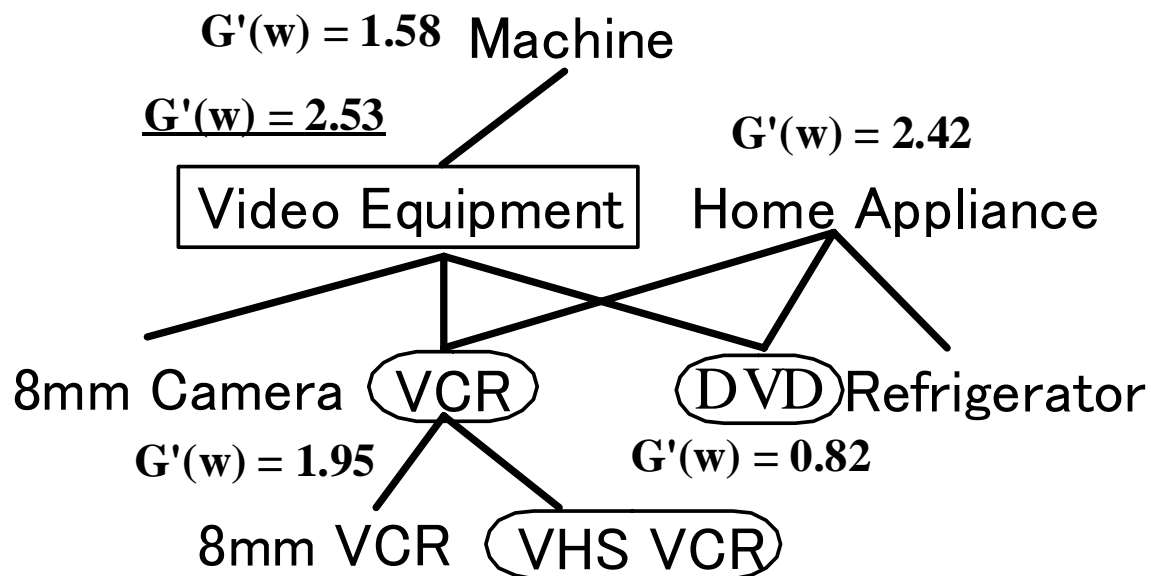 G'(w) = 1.58 Machine
G'(w) = 2.53
G'(w) = 2.42
Video Equipment Home Appliance
8mm Camera VCR DVD Refrigerator
G'(w) = 1.95 G'(w) = 0.82
8mm VCR VHS VCR